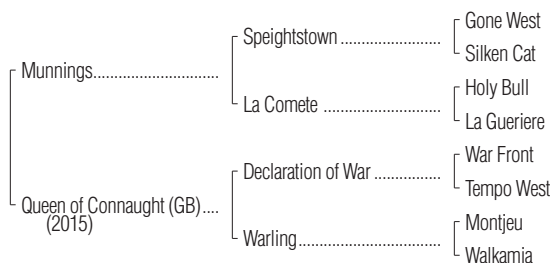 Gone West
Speightstown
Silken Cat
Munnings
Holy Bull
La Comete
La Gueriere
War Front
Declaration of War
Tempo West
Queen of Connaught (GB)
(2015)
Montjeu
Warling
Walkamia